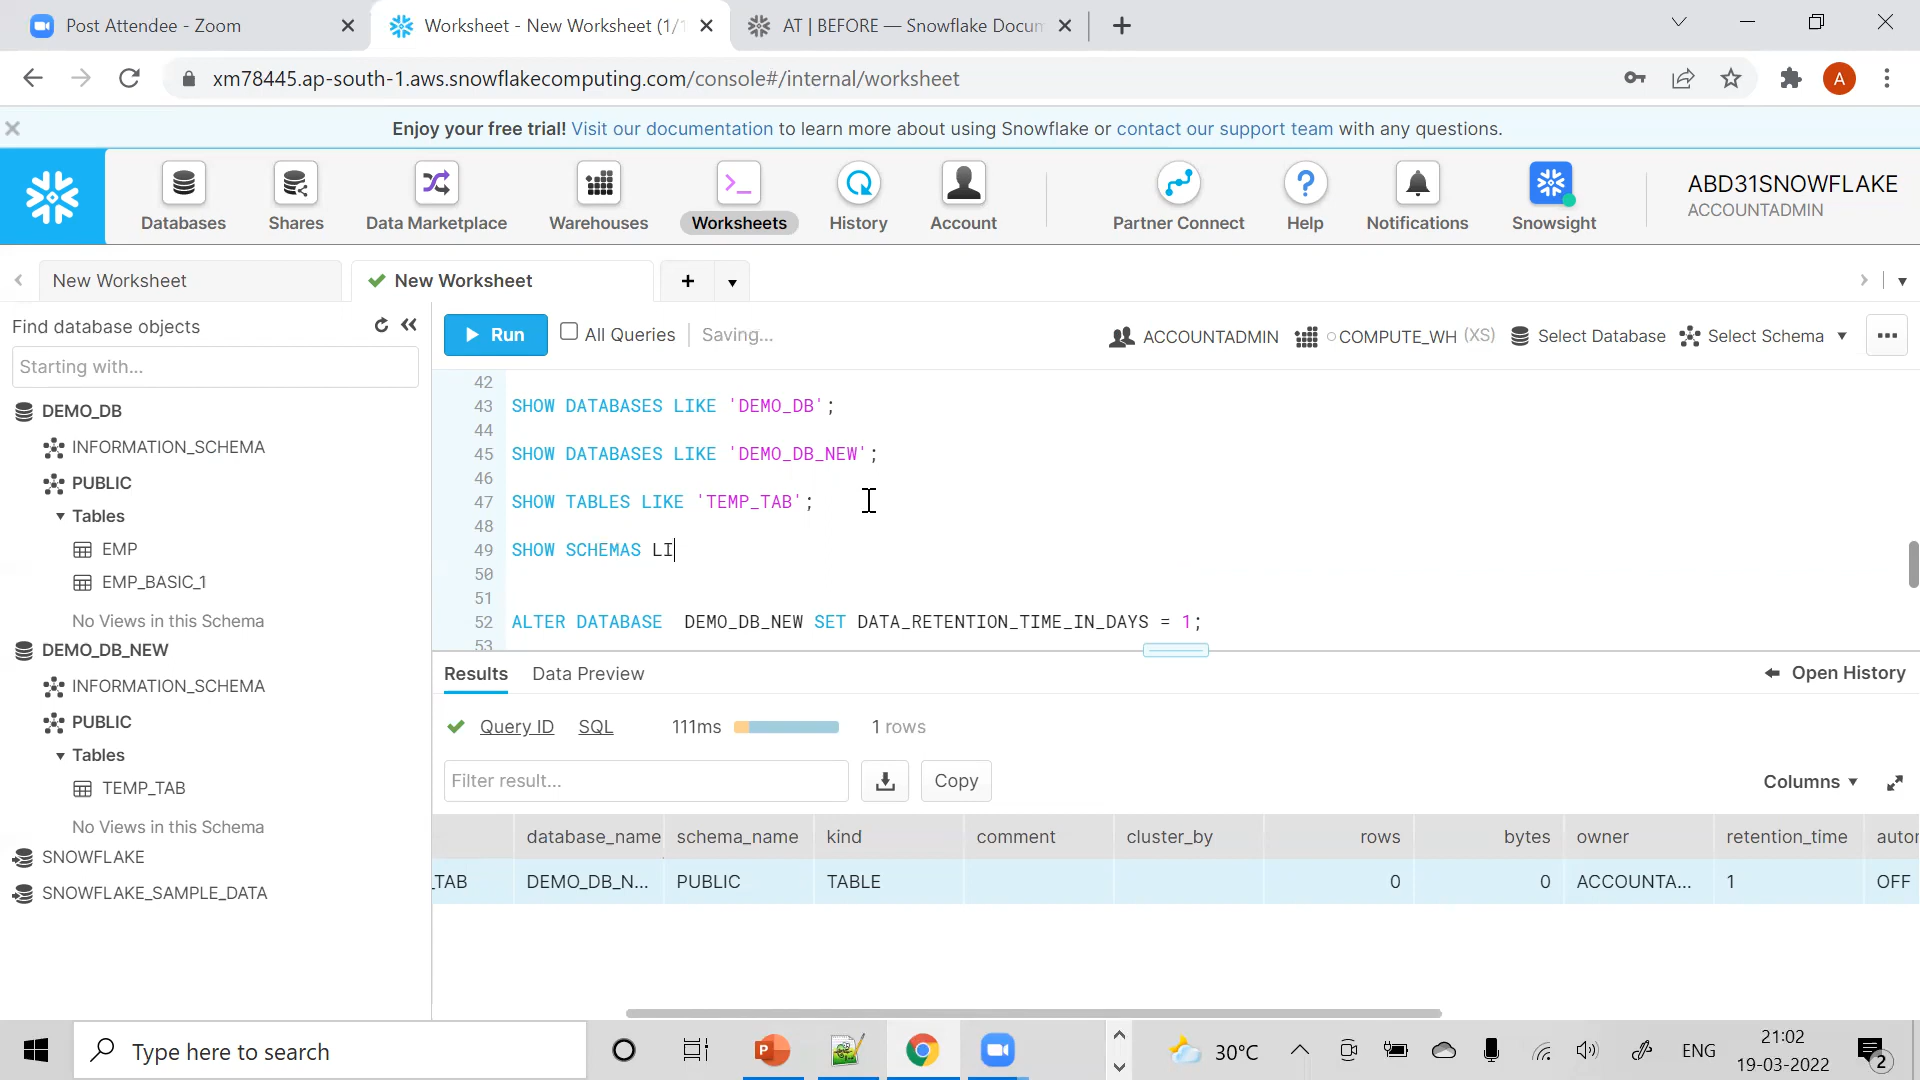 Post Attendee - Zoom
Worksheet - New Worksheet (1/
AT | BEFORE — Snowflake Docum
xm78445.ap-south-1.aws.snowflakecomputing.com/console#/internal/worksheet
A
Enjoy your free trial! Visit our documentation to learn more about using Snowflake or contact our support team with any questions.
Databases
Shares
Data Marketplace
Warehouses
Worksheets
History
Account
Partner Connect
Help
Notifications
Snowsight
ABD31SNOWFLAKE
ACCOUNTADMIN
New Worksheet
New Worksheet
Find database objects
Starting with...
DEMO_DB
INFORMATION_SCHEMA
PUBLIC
Tables
EMP
EMP_BASIC_1
No Views in this Schema
DEMO_DB_NEW
INFORMATION_SCHEMA
PUBLIC
Tables
TEMP_TAB
No Views in this Schema
SNOWFLAKE
SNOWFLAKE_SAMPLE_DATA
Run All Queries Saving... ACCOUNTADMIN COMPUTE_WH (XS) Select Database Select Schema
42
43 SHOW DATABASES LIKE 'DEMO_DB';
44
45 SHOW DATABASES LIKE 'DEMO_DB_NEW';
46
47 SHOW TABLES LIKE 'TEMP_TAB';
48
49 SHOW SCHEMAS LI
50
51
52 ALTER DATABASE DEMO_DB_NEW SET DATA_RETENTION_TIME_IN_DAYS = 1;
53
Results Data Preview Open History
Query ID SQL 111ms 1 rows
Filter result... Copy Columns
database_name schema_name kind comment cluster_by rows bytes owner retention_time autor
_TAB DEMO_DB_N... PUBLIC TABLE 0 0 ACCOUNTA... 1 OFF
Type here to search
30°C
ENG
21:02
19-03-2022
2